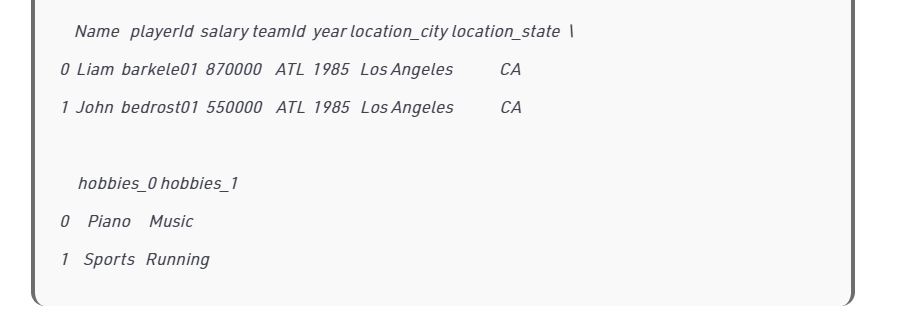 Name playerId salary teamId year location_city location_state \
0 Liam barkele01 870000 ATL 1985 Los Angeles CA
1 John bedrost01 550000 ATL 1985 Los Angeles CA
hobbies_0 hobbies_1
0 Piano Music
1 Sports Running